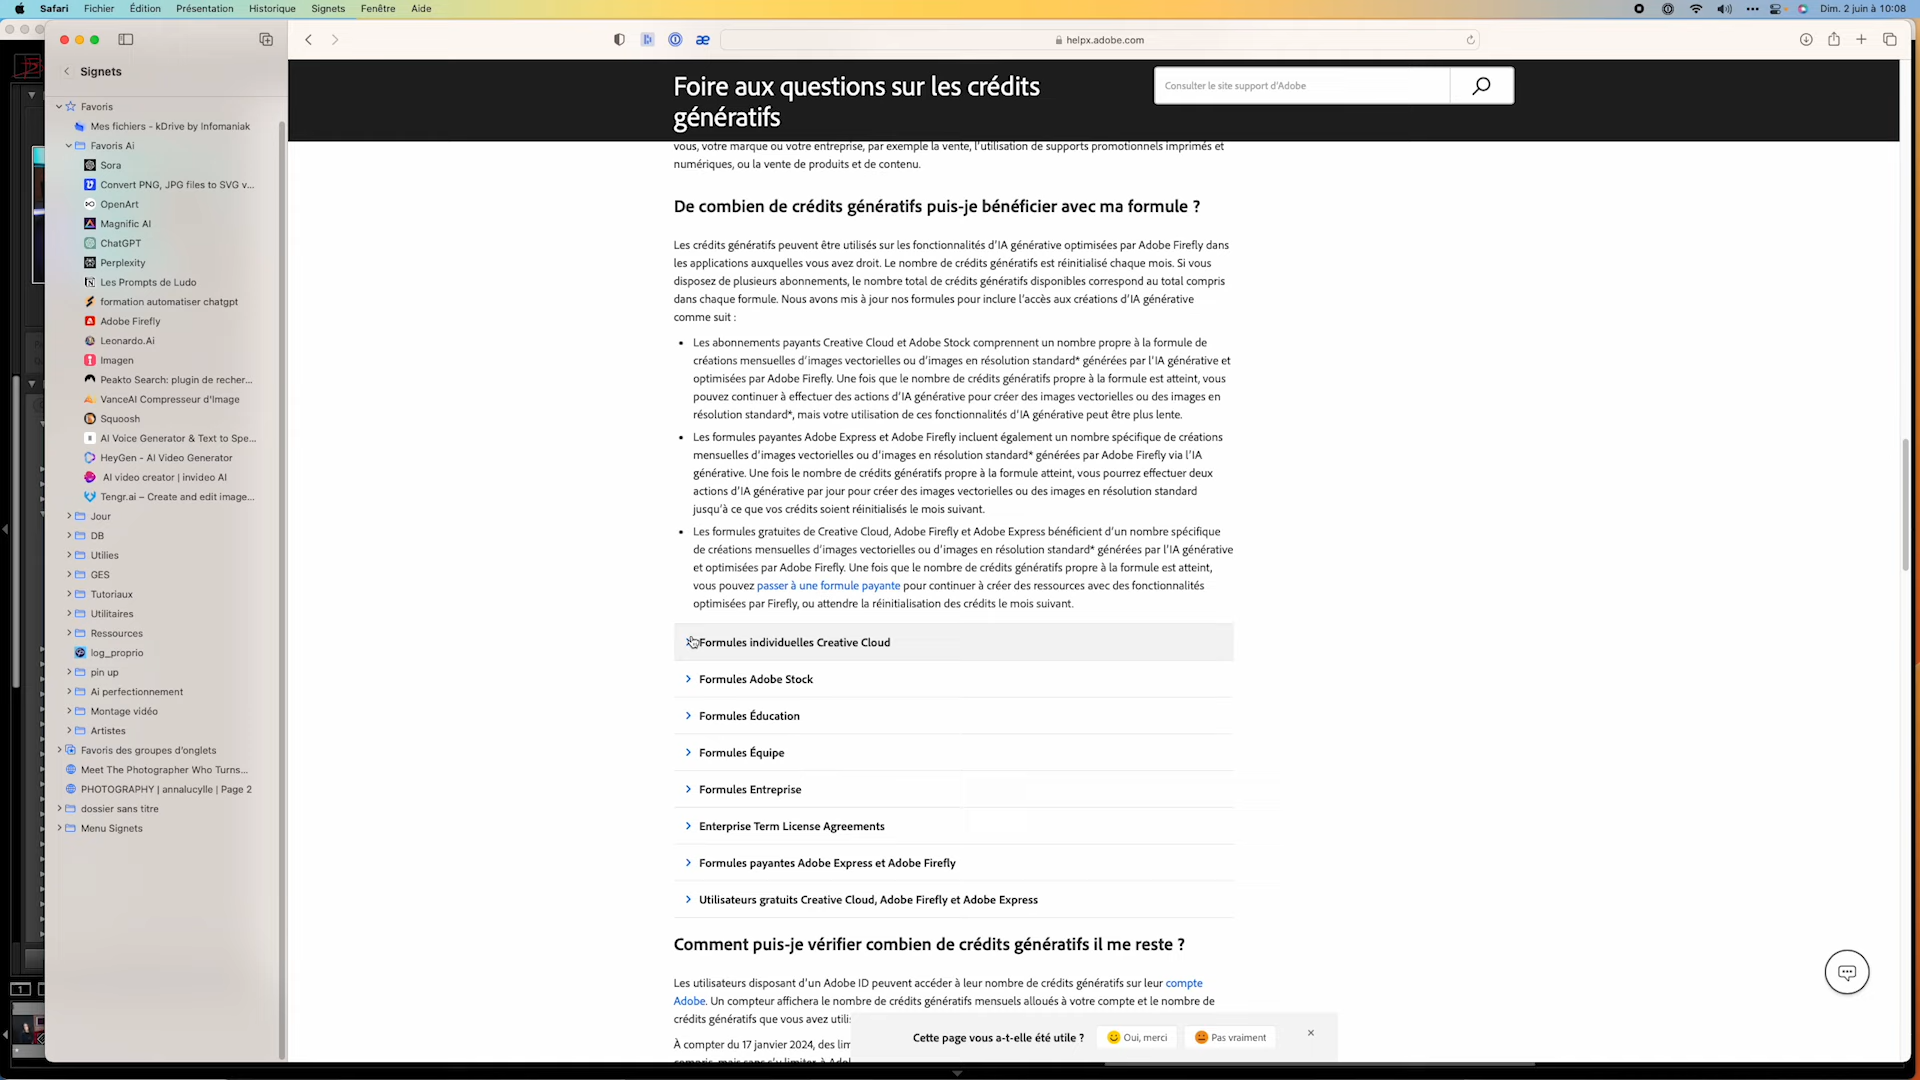 Safari Fichier Édition Présentation Historique Signets Fenêtre Aide
Dim. 2 juin à 10:08
helpx.adobe.com
Signets
Favoris
Mes fichiers - kDrive by Infomaniak
Favoris Ai
Sora
Convert PNG, JPG files to SVG v...
OpenArt
Magnific AI
ChatGPT
Perplexity
Les Prompts de Ludo
formation automatiser chatgpt
Adobe Firefly
Leonardo.Ai
Imagen
Peakto Search: plugin de recher...
VanceAI Compresseur d'Image
Squoosh
AI Voice Generator & Text to Spe...
HeyGen - AI Video Generator
AI video creator | invideo AI
Tengr.ai – Create and edit image...
Jour
DB
Utilies
GES
Tutoriaux
Utilitaires
Ressources
log_proprio
pin up
Ai perfectionnement
Montage vidéo
Artistes
Favoris des groupes d'onglets
Meet The Photographer Who Turns...
PHOTOGRAPHY | annalucylle | Page 2
dossier sans titre
Menu Signets
1
Foire aux questions sur les crédits
génératifs
Consulter le site support d'Adobe
vous, votre marque ou votre entreprise, par exemple la vente, l'utilisation de supports promotionnels imprimés et
numériques, ou la vente de produits et de contenu.
De combien de crédits génératifs puis-je bénéficier avec ma formule ?
Les crédits génératifs peuvent être utilisés sur les fonctionnalités d'IA générative optimisées par Adobe Firefly dans
les applications auxquelles vous avez droit. Le nombre de crédits génératifs est réinitialisé chaque mois. Si vous
disposez de plusieurs abonnements, le nombre total de crédits génératifs disponibles correspond au total compris
dans chaque formule. Nous avons mis à jour nos formules pour inclure l'accès aux créations d'IA générative
comme suit :
• Les abonnements payants Creative Cloud et Adobe Stock comprennent un nombre propre à la formule de
créations mensuelles d'images vectorielles ou d'images en résolution standard* générées par l'IA générative et
optimisées par Adobe Firefly. Une fois que le nombre de crédits génératifs propre à la formule est atteint, vous
pouvez continuer à effectuer des actions d'IA générative pour créer des images vectorielles ou des images en
résolution standard*, mais votre utilisation de ces fonctionnalités d'IA générative peut être plus lente.
• Les formules payantes Adobe Express et Adobe Firefly incluent également un nombre spécifique de créations
mensuelles d'images vectorielles ou d'images en résolution standard* générées par Adobe Firefly via l'IA
générative. Une fois le nombre de crédits génératifs propre à la formule atteint, vous pourrez effectuer deux
actions d'IA générative par jour pour créer des images vectorielles ou des images en résolution standard
jusqu'à ce que vos crédits soient réinitialisés le mois suivant.
• Les formules gratuites de Creative Cloud, Adobe Firefly et Adobe Express bénéficient d'un nombre spécifique
de créations mensuelles d'images vectorielles ou d'images en résolution standard* générées par l'IA générative
et optimisées par Adobe Firefly. Une fois que le nombre de crédits génératifs propre à la formule est atteint,
vous pouvez passer à une formule payante pour continuer à créer des ressources avec des fonctionnalités
optimisées par Firefly, ou attendre la réinitialisation des crédits le mois suivant.
Formules individuelles Creative Cloud
Formules Adobe Stock
Formules Éducation
Formules Équipe
Formules Entreprise
Enterprise Term License Agreements
Formules payantes Adobe Express et Adobe Firefly
Utilisateurs gratuits Creative Cloud, Adobe Firefly et Adobe Express
Comment puis-je vérifier combien de crédits génératifs il me reste ?
Les utilisateurs disposant d'un Adobe ID peuvent accéder à leur nombre de crédits génératifs sur leur compte
Adobe. Un compteur affichera le nombre de crédits génératifs mensuels alloués à votre compte et le nombre de
crédits génératifs que vous avez utili
À compter du 17 janvier 2024, des lim
Cette page vous a-t-elle été utile ? Oui, merci Pas vraiment